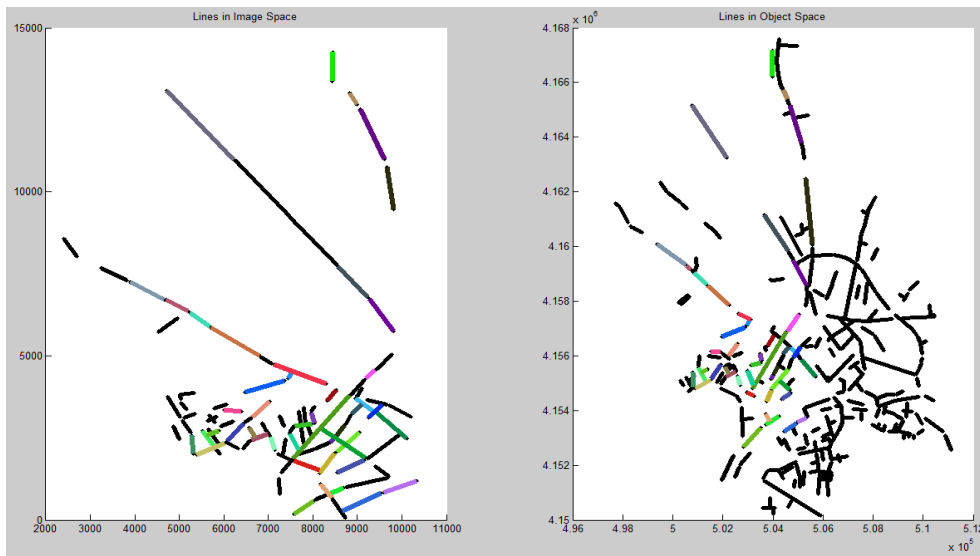 Lines in Image Space
15000
10000
5000
0
2000 3000 4000 5000 6000 7000 8000 9000 10000 11000
Lines in Object Space
x 10^6
4.168
4.166
4.164
4.162
4.16
4.158
4.156
4.154
4.152
4.15
4.96 4.98 5 5.02 5.04 5.06 5.08 5.1 5.12
x 10^5